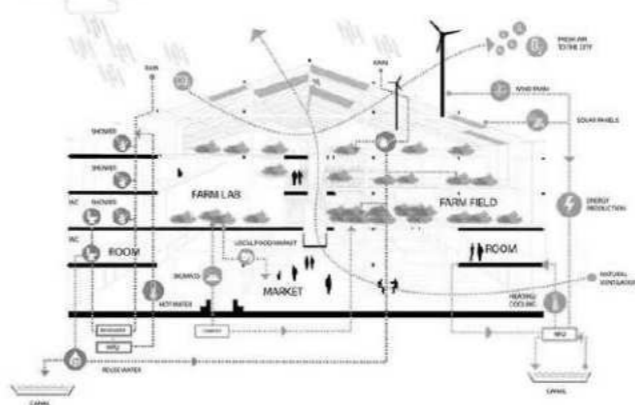 RAIN
RAIN
FRESH AIR
TO THE CITY
WIND
SOLAR PANELS
SHOWER
SHOWER
SHOWER
WC
WC
FARM LAB
FARM FIELD
ENERGY
PRODUCTION
ROOM
LOCAL FOOD MARKET
ROOM
MARKET
NATURAL
VENTILATION
HOT WATER
HEATING/
COOLING
REUSE WATER
CANAL
CANAL